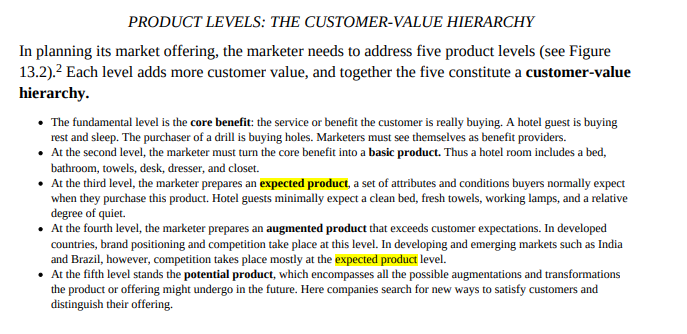 PRODUCT LEVELS: THE CUSTOMER-VALUE HIERARCHY
In planning its market offering, the marketer needs to address five product levels (see Figure
13.2).² Each level adds more customer value, and together the five constitute a customer-value
hierarchy.
• The fundamental level is the core benefit: the service or benefit the customer is really buying. A hotel guest is buying
rest and sleep. The purchaser of a drill is buying holes. Marketers must see themselves as benefit providers.
• At the second level, the marketer must turn the core benefit into a basic product. Thus a hotel room includes a bed,
bathroom, towels, desk, dresser, and closet.
• At the third level, the marketer prepares an expected product, a set of attributes and conditions buyers normally expect
when they purchase this product. Hotel guests minimally expect a clean bed, fresh towels, working lamps, and a relative
degree of quiet.
• At the fourth level, the marketer prepares an augmented product that exceeds customer expectations. In developed
countries, brand positioning and competition take place at this level. In developing and emerging markets such as India
and Brazil, however, competition takes place mostly at the expected product level.
• At the fifth level stands the potential product, which encompasses all the possible augmentations and transformations
the product or offering might undergo in the future. Here companies search for new ways to satisfy customers and
distinguish their offering.